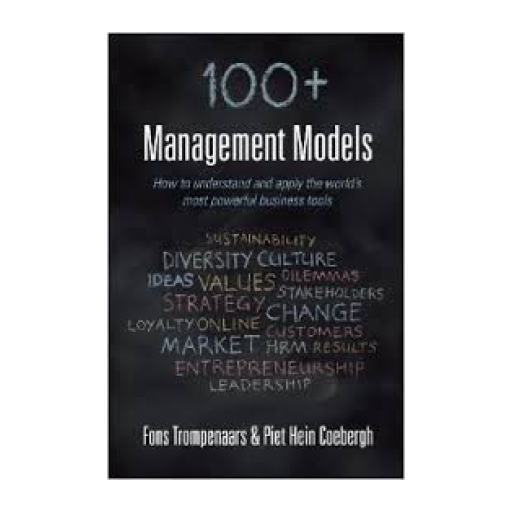 100+
Management Models
How to understand and apply the world's
most powerful business tools
SUSTAINABILITY
DIVERSITY CULTURE
IDEAS VALUES DILEMMAS
STAKEHOLDERS
STRATEGY CHANGE
LOYALTY ONLINE CUSTOMERS
MARKET HRM RESULTS
ENTREPRENEURSHIP
LEADERSHIP
Fons Trompenaars & Piet Hein Coebergh